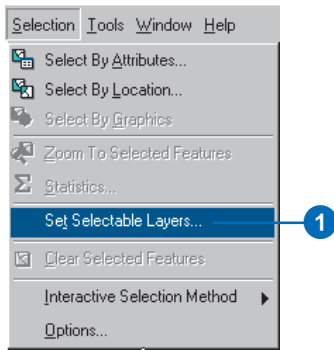 Selection Tools Window Help
Select By Attributes...
Select By Location...
Select By Graphics
Zoom To Selected Features
Statistics...
Set Selectable Layers...
1
Clear Selected Features
Interactive Selection Method
Options...